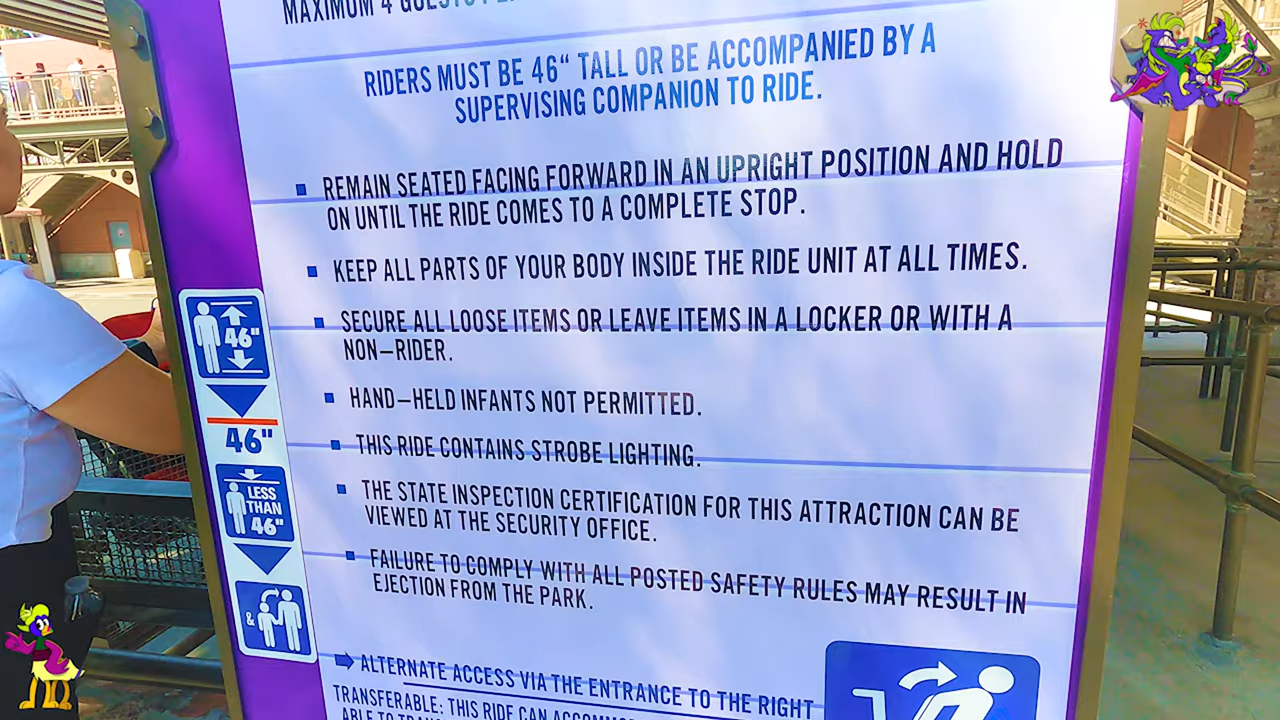 MAXIMUM 4
RIDERS MUST BE 46“ TALL OR BE ACCOMPANIED BY A
SUPERVISING COMPANION TO RIDE.
REMAIN SEATED FACING FORWARD IN AN UPRIGHT POSITION AND HOLD
ON UNTIL THE RIDE COMES TO A COMPLETE STOP.
KEEP ALL PARTS OF YOUR BODY INSIDE THE RIDE UNIT AT ALL TIMES.
SECURE ALL LOOSE ITEMS OR LEAVE ITEMS IN A LOCKER OR WITH A
NON–RIDER.
HAND–HELD INFANTS NOT PERMITTED.
THIS RIDE CONTAINS STROBE LIGHTING.
THE STATE INSPECTION CERTIFICATION FOR THIS ATTRACTION CAN BE
VIEWED AT THE SECURITY OFFICE.
FAILURE TO COMPLY WITH ALL POSTED SAFETY RULES MAY RESULT IN
EJECTION FROM THE PARK.
ALTERNATE ACCESS VIA THE ENTRANCE TO THE RIGHT
TRANSFERABLE: THIS RIDE CAN
46"
46"
LESS
THAN
46"
&